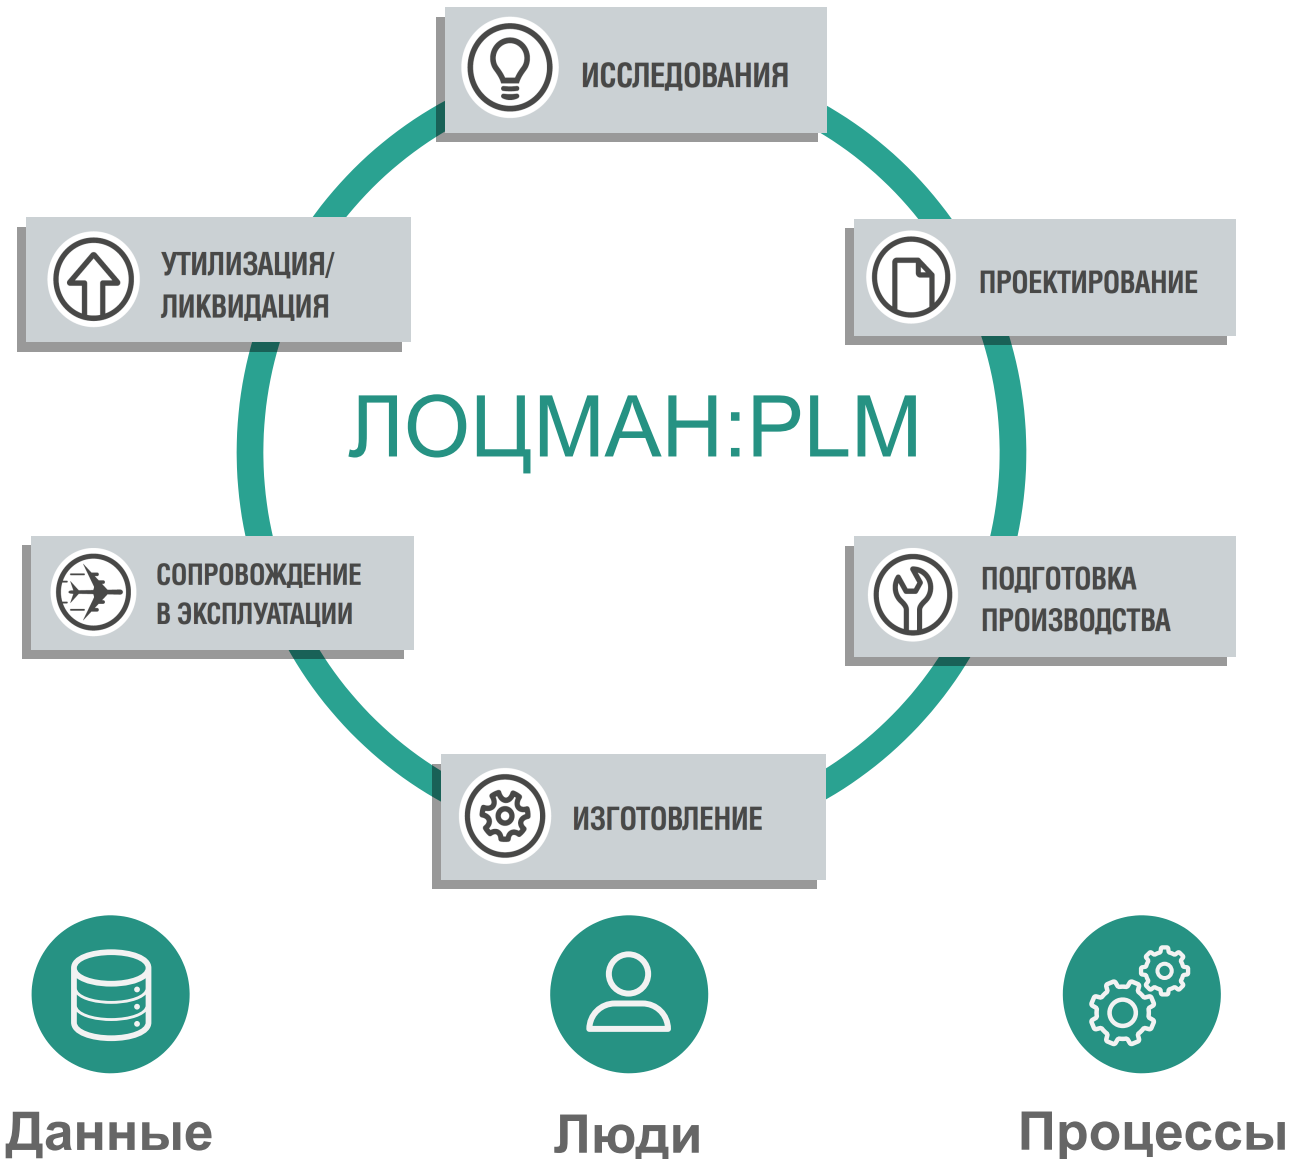 ИССЛЕДОВАНИЯ
УТИЛИЗАЦИЯ/
ЛИКВИДАЦИЯ
ПРОЕКТИРОВАНИЕ
ЛОЦМАН:PLM
СОПРОВОЖДЕНИЕ
В ЭКСПЛУАТАЦИИ
ПОДГОТОВКА
ПРОИЗВОДСТВА
ИЗГОТОВЛЕНИЕ
Данные
Люди
Процессы